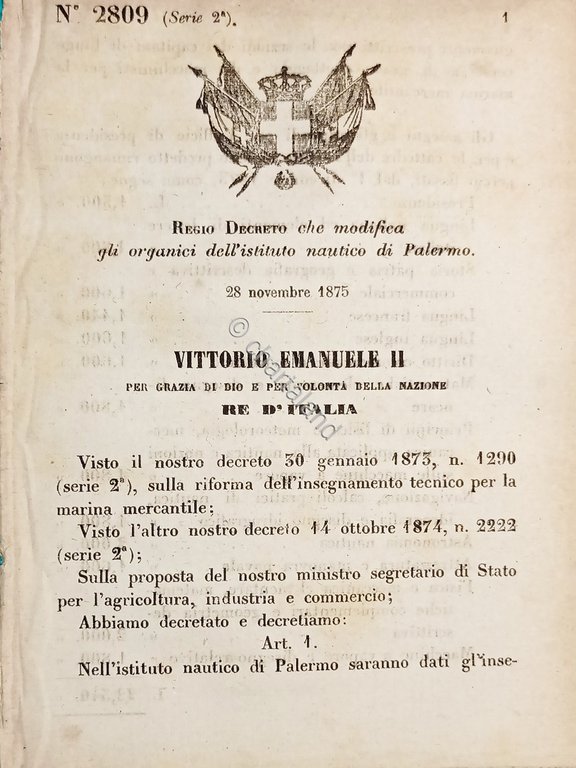 N° 2809 (Serie 2ª).
1
REGIO DECRETO che modifica
gli organici dell'istituto nautico di Palermo.
28 novembre 1875
VITTORIO EMANUELE II
PER GRAZIA DI DIO E PER VOLONTÀ DELLA NAZIONE
RE D'ITALIA
Visto il nostro decreto 30 gennaio 1873, n. 1290
(serie 2ª), sulla riforma dell'insegnamento tecnico per la
marina mercantile;
Visto l'altro nostro decreto 14 ottobre 1874, n. 2222
(serie 2ª);
Sulla proposta del nostro ministro segretario di Stato
per l'agricoltura, industria e commercio;
Abbiamo decretato e decretiamo:
Art. 1.
Nell'istituto nautico di Palermo saranno dati gl'inse-
© chartaland